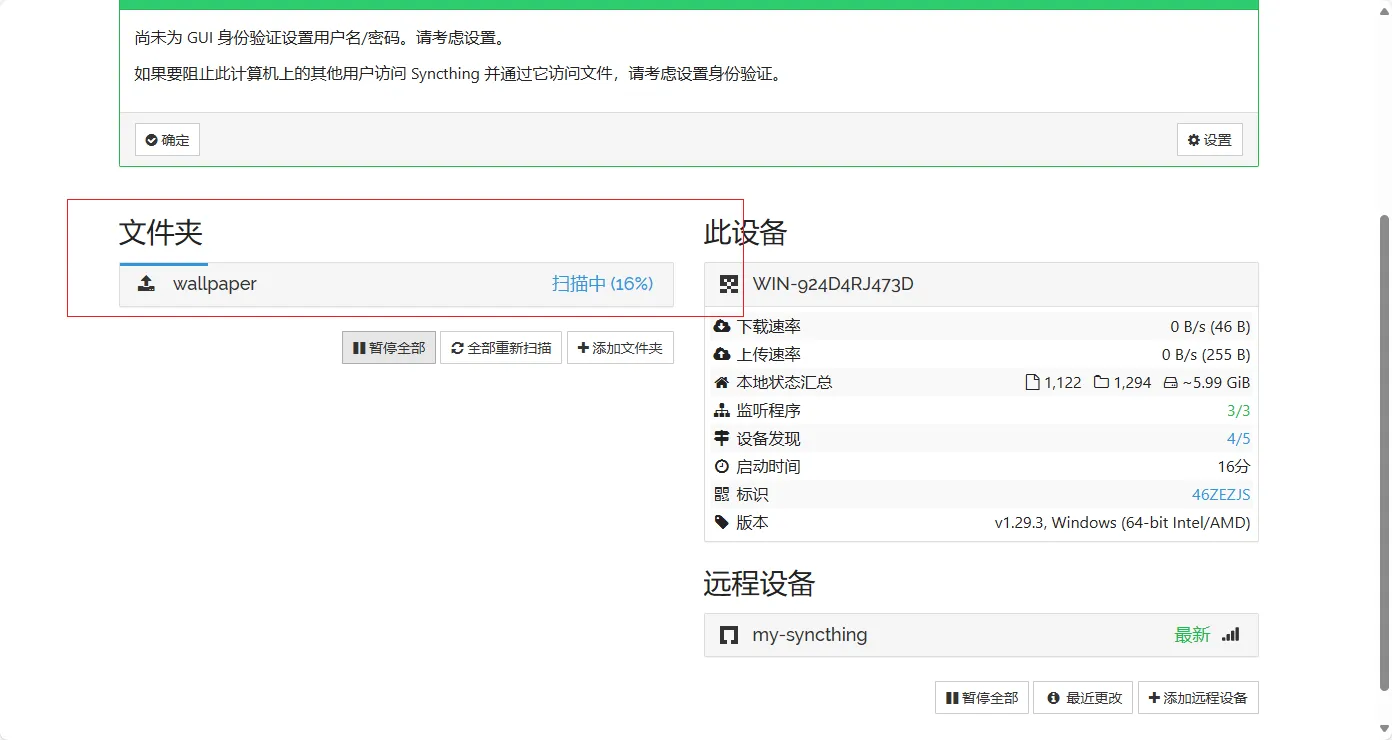 尚未为 GUI 身份验证设置用户名/密码。请考虑设置。
如果要阻止此计算机上的其他用户访问 Syncthing 并通过它访问文件，请考虑设置身份验证。
确定
设置
文件夹
wallpaper
扫描中 (16%)
暂停全部
全部重新扫描
添加文件夹
此设备
WIN-924D4RJ473D
下载速率 0 B/s (46 B)
上传速率 0 B/s (255 B)
本地状态汇总 1,122 1,294 ~5.99 GiB
监听程序 3/3
设备发现 4/5
启动时间 16分
标识 46ZEZJS
版本 v1.29.3, Windows (64-bit Intel/AMD)
远程设备
my-syncthing
最新
暂停全部
最近更改
添加远程设备